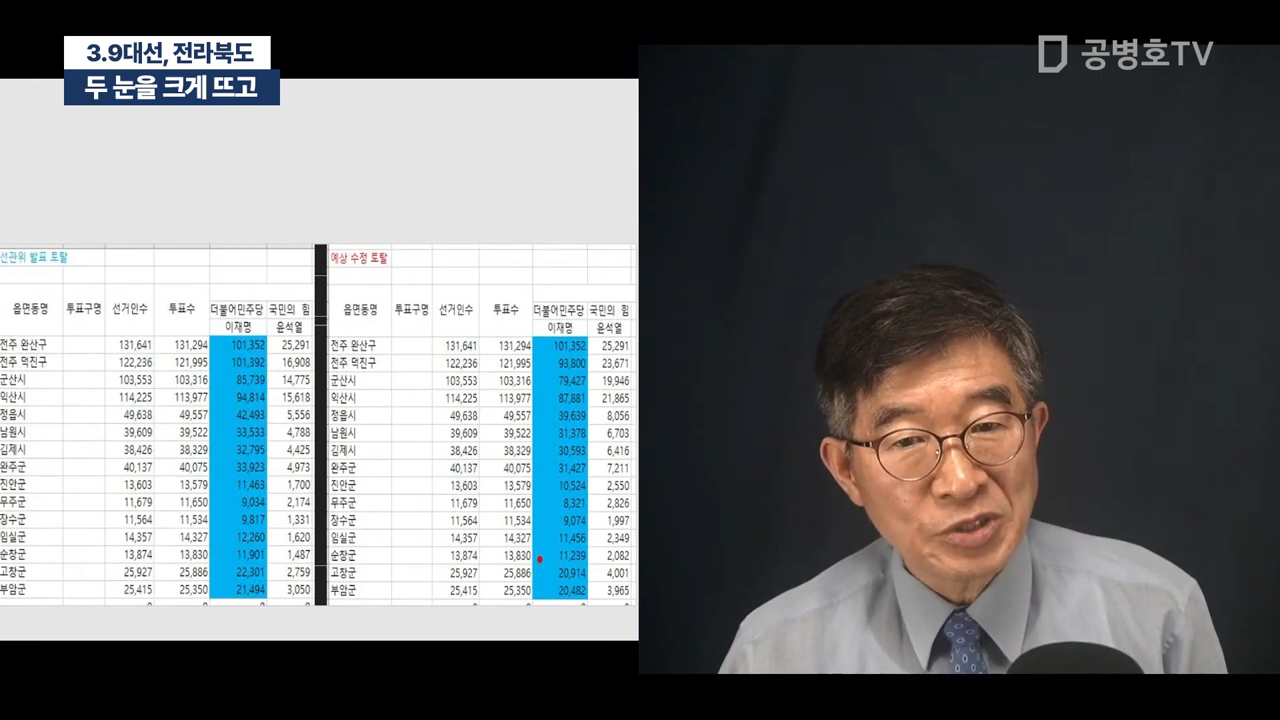 3.9대선, 전라북도
두 눈을 크게 뜨고
공병호TV
선관위 발표 토탈
읍면동명 투표구명 선거인수 투표수 더불어민주당 국민의 힘
이재명 윤석열
전주 완산구 131,641 131,294 101,352 25,291
전주 덕진구 122,236 121,995 101,392 16,908
군산시 103,553 103,316 85,739 14,775
익산시 114,225 113,977 94,814 15,618
정읍시 49,638 49,557 42,493 5,556
남원시 39,609 39,522 33,533 4,788
김제시 38,426 38,329 32,795 4,425
완주군 40,137 40,075 33,923 4,973
진안군 13,603 13,579 11,463 1,700
무주군 11,679 11,650 9,034 2,174
장수군 11,564 11,534 9,817 1,331
임실군 14,357 14,327 12,260 1,620
순창군 13,874 13,830 11,901 1,487
고창군 25,927 25,886 22,301 2,759
부암군 25,415 25,350 21,494 3,050
예상 수정 토탈
읍면동명 투표구명 선거인수 투표수 더불어민주당 국민의 힘
이재명 윤석열
전주 완산구 131,641 131,294 101,352 25,291
전주 덕진구 122,236 121,995 93,800 23,671
군산시 103,553 103,316 79,427 19,946
익산시 114,225 113,977 87,881 21,865
정읍시 49,638 49,557 39,639 8,056
남원시 39,609 39,522 31,378 6,703
김제시 38,426 38,329 30,593 6,416
완주군 40,137 40,075 31,427 7,211
진안군 13,603 13,579 10,524 2,550
무주군 11,679 11,650 8,321 2,826
장수군 11,564 11,534 9,074 1,997
임실군 14,357 14,327 11,456 2,349
순창군 13,874 13,830 11,239 2,082
고창군 25,927 25,886 20,914 4,001
부암군 25,415 25,350 20,482 3,965